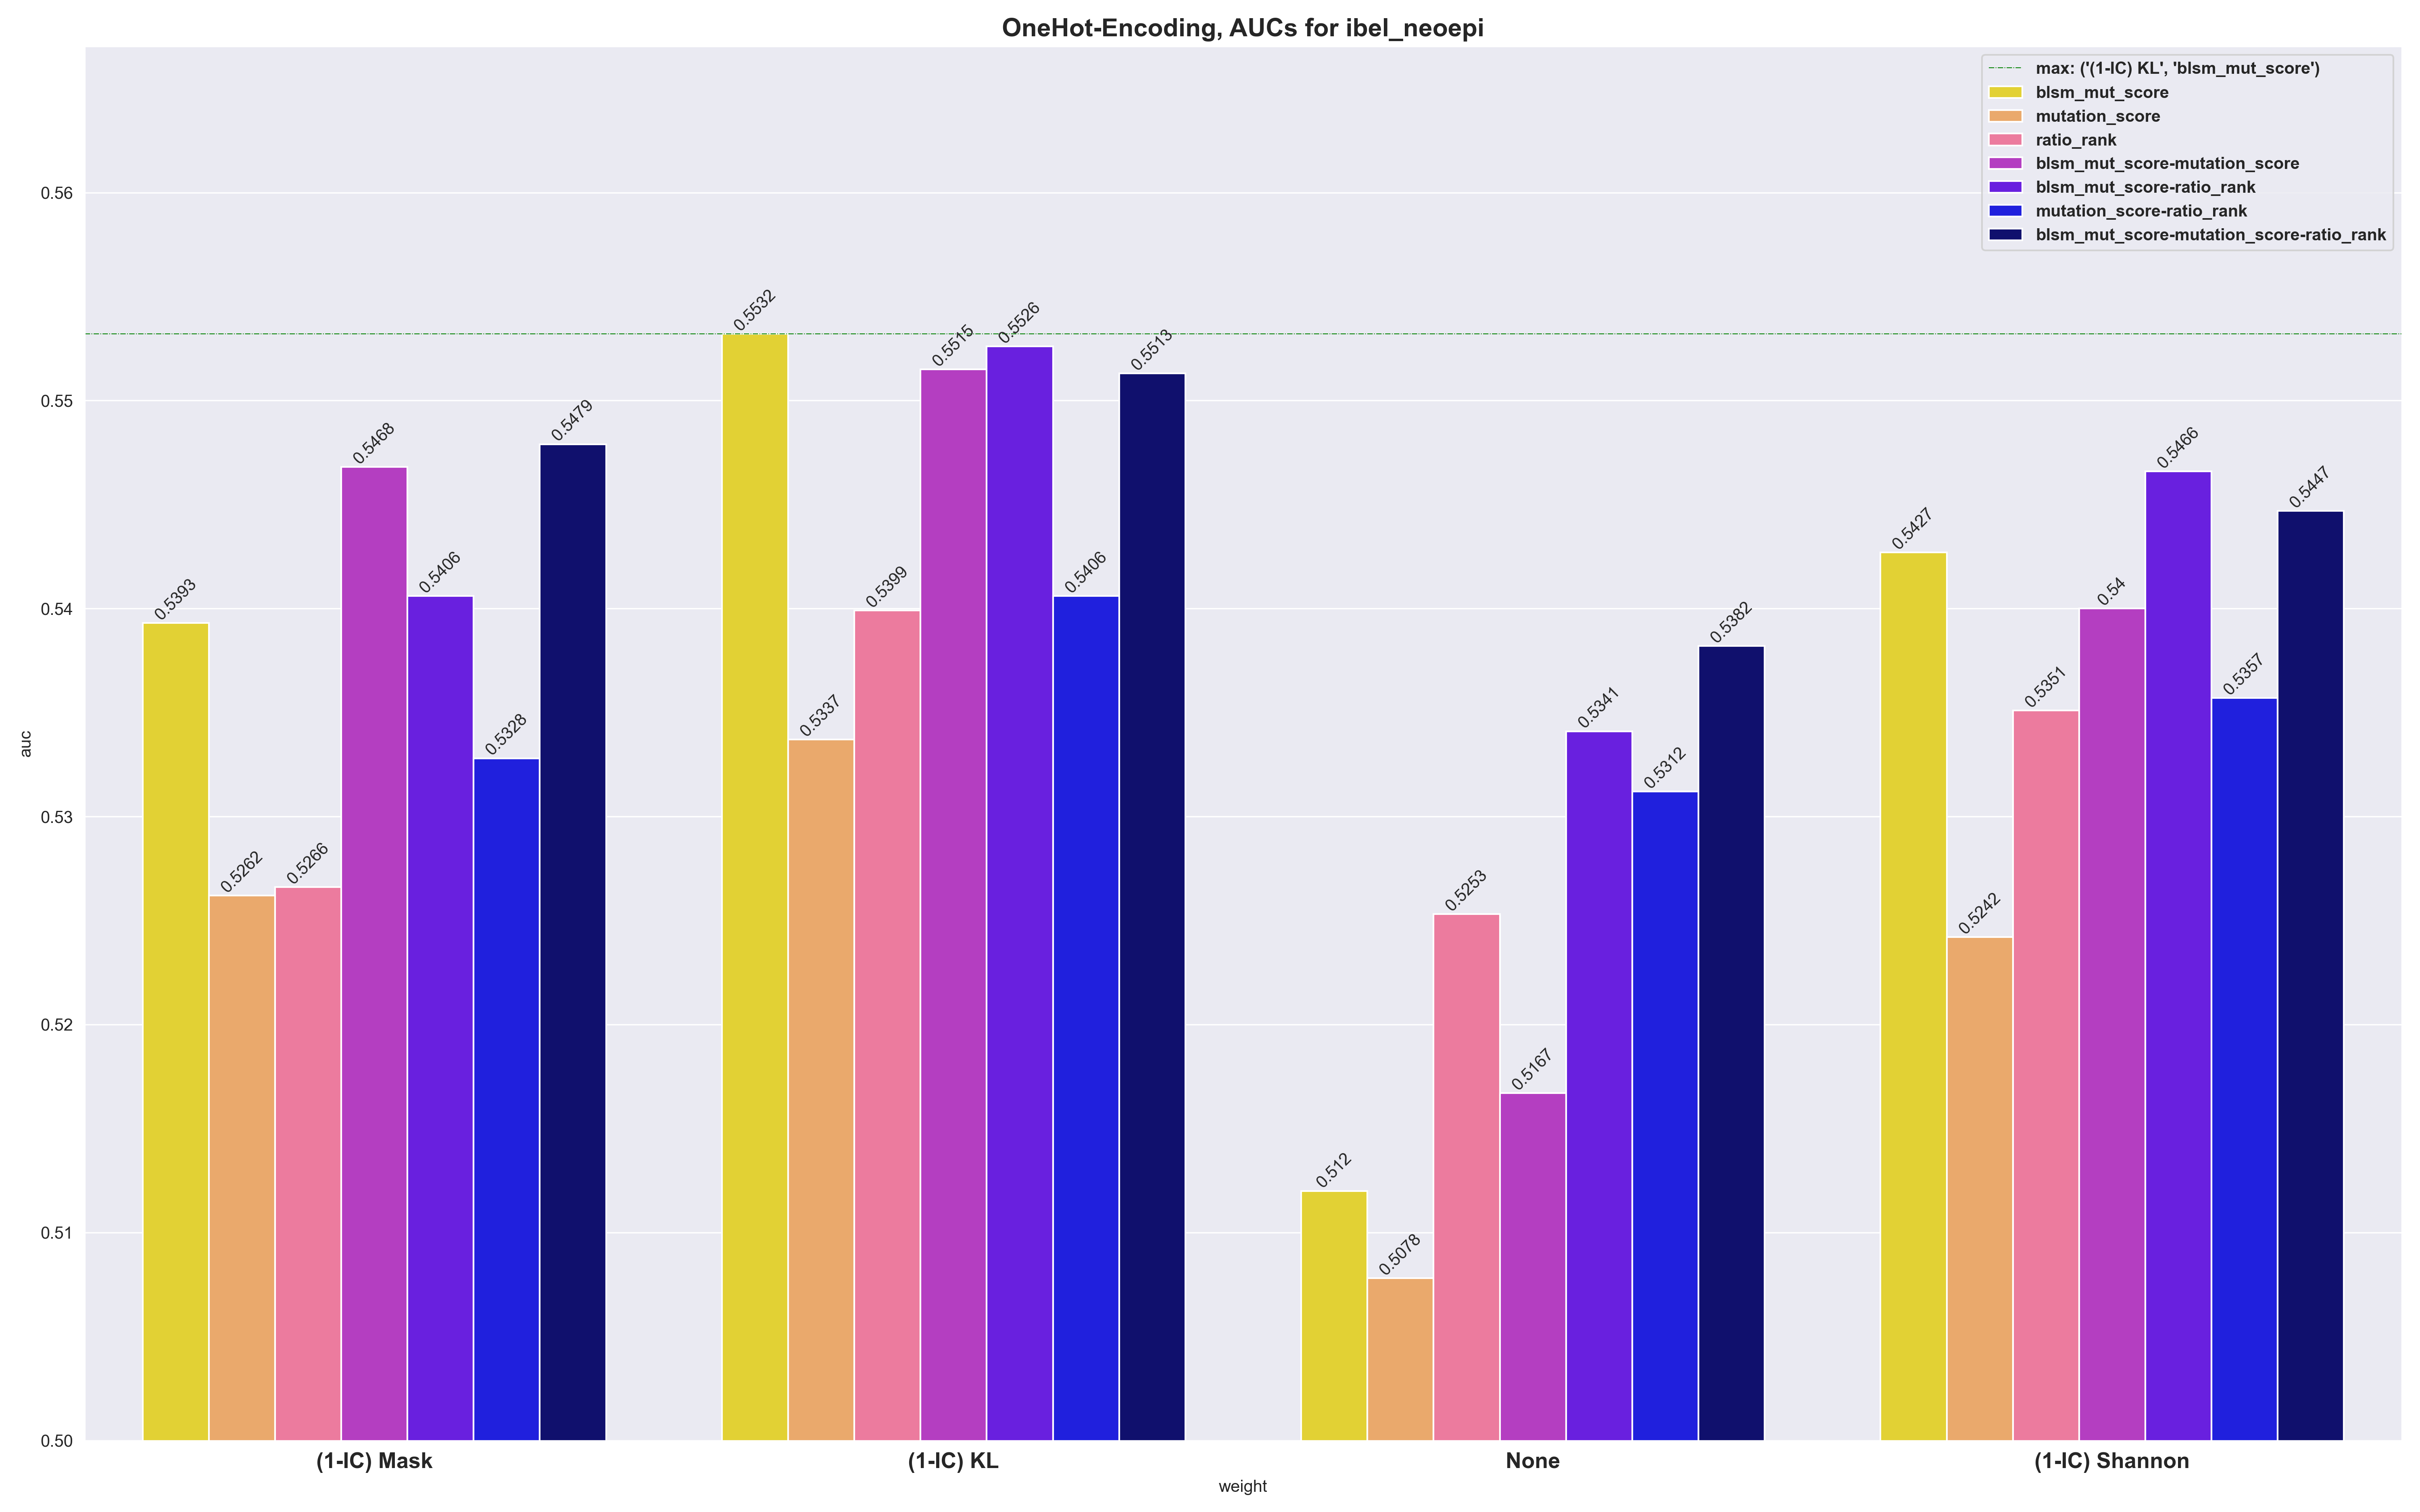 OneHot-Encoding, AUCs for ibel_neoepi
max: ('(1-IC) KL', 'blsm_mut_score')
blsm_mut_score
mutation_score
ratio_rank
blsm_mut_score-mutation_score
blsm_mut_score-ratio_rank
mutation_score-ratio_rank
blsm_mut_score-mutation_score-ratio_rank
auc
0.56
0.55
0.54
0.53
0.52
0.51
0.50
0.5393
0.5262
0.5266
0.5468
0.5406
0.5328
0.5479
0.5532
0.5337
0.5399
0.5515
0.5526
0.5406
0.5513
0.512
0.5078
0.5253
0.5167
0.5341
0.5312
0.5382
0.5427
0.5242
0.5351
0.54
0.5466
0.5357
0.5447
(1-IC) Mask
(1-IC) KL
None
(1-IC) Shannon
weight